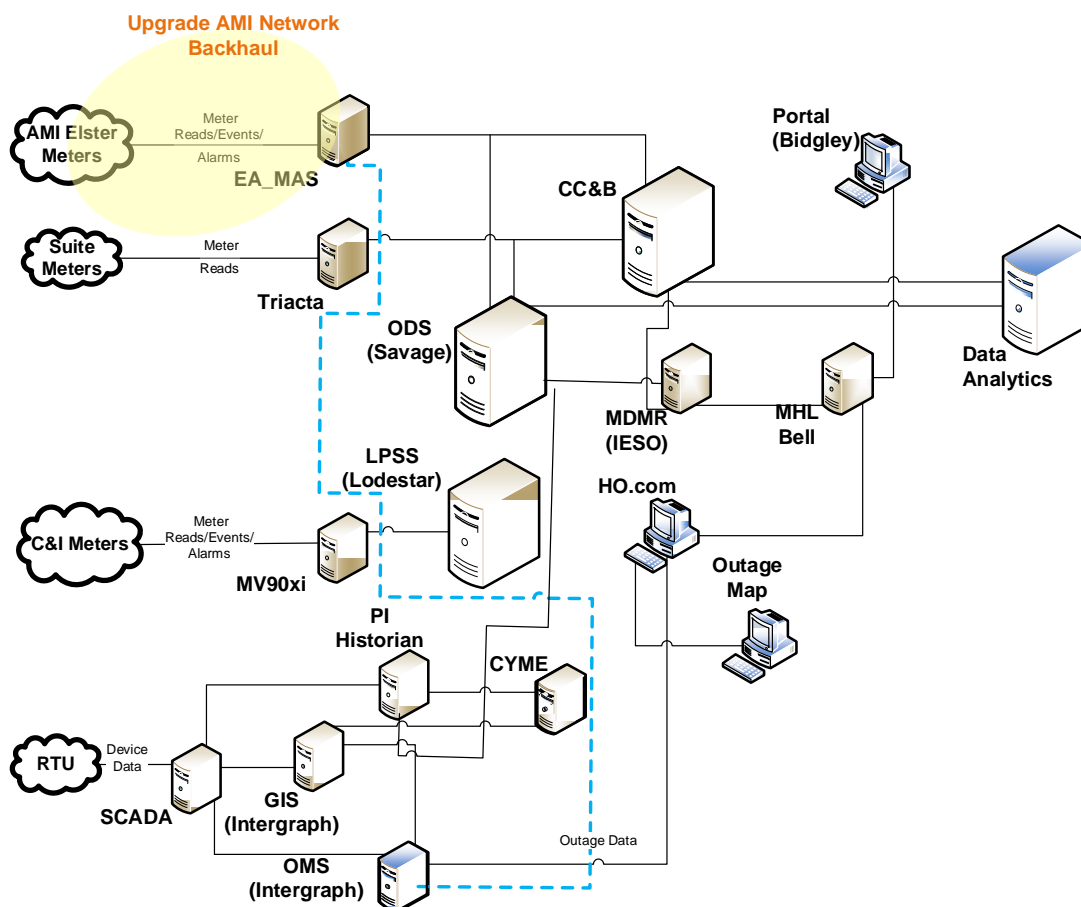 Upgrade AMI Network
Backhaul
AMI Elster
Meters
Meter
Reads/Events/
Alarms
EA_MAS
Portal
(Bidgley)
CC&B
Suite
Meters
Meter
Reads
Triacta
ODS
(Savage)
Data
Analytics
MDMR
(IESO)
MHL
Bell
LPSS
(Lodestar)
HO.com
C&I Meters
Meter
Reads/Events/
Alarms
MV90xi
Outage
Map
PI
Historian
CYME
RTU
Device
Data
SCADA
GIS
(Intergraph)
Outage Data
OMS
(Intergraph)